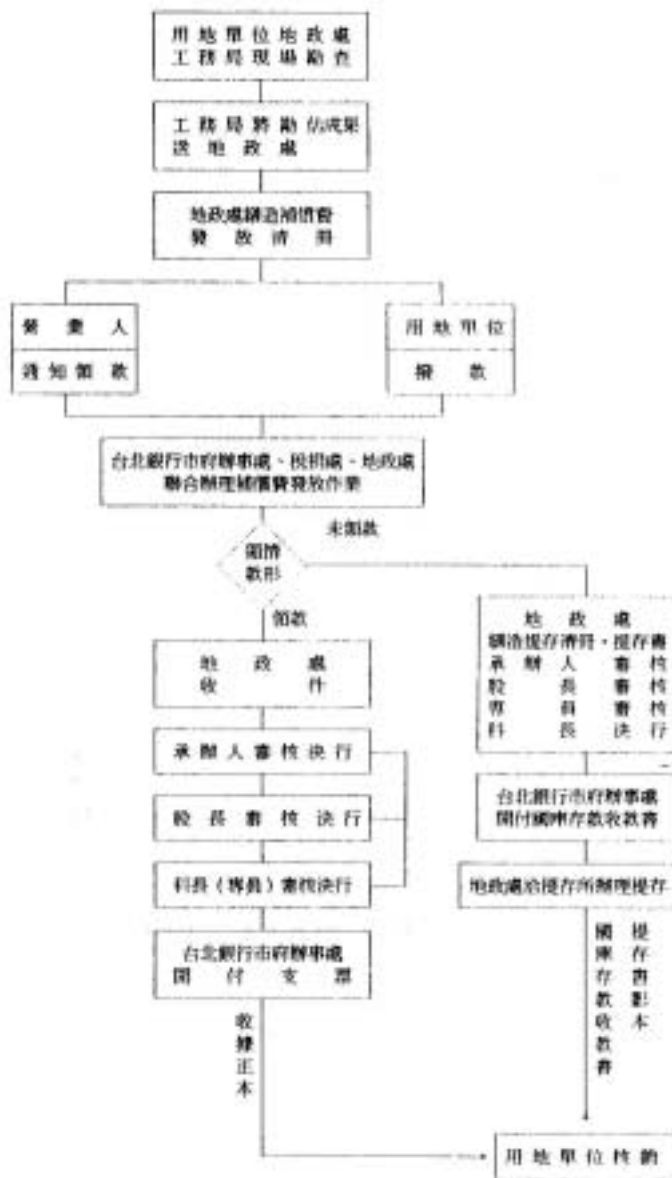 用地單位地政處
工務局現場勘查
工務局將勘估成果
送地政處
地政處繕造補償費
發放清冊
營業人
通知領款
用地單位
撥款
台北銀行市府辦事處、稅捐處、地政處
聯合辦理補償費發放作業
未領款
領情
款形
領款
地政處
收件
承辦人審核決行
股長審核決行
科長(專員)審核決行
台北銀行市府辦事處
開付支票
收據正本
地政處
繕造提存清冊、提存書
承辦人審核
股長審核
專員審核
科長決行
台北銀行市府辦事處
開付國庫存款收款書
地政處洽提存所辦理提存
提存書影本
國庫存款收款書
用地單位核銷